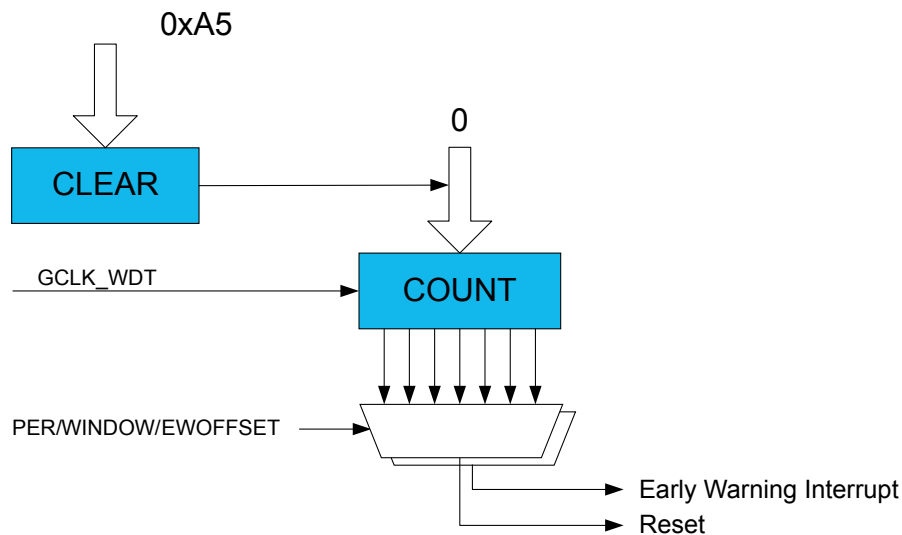 0xA5
0
CLEAR
GCLK_WDT
COUNT
PER/WINDOW/EWOFFSET
Early Warning Interrupt
Reset